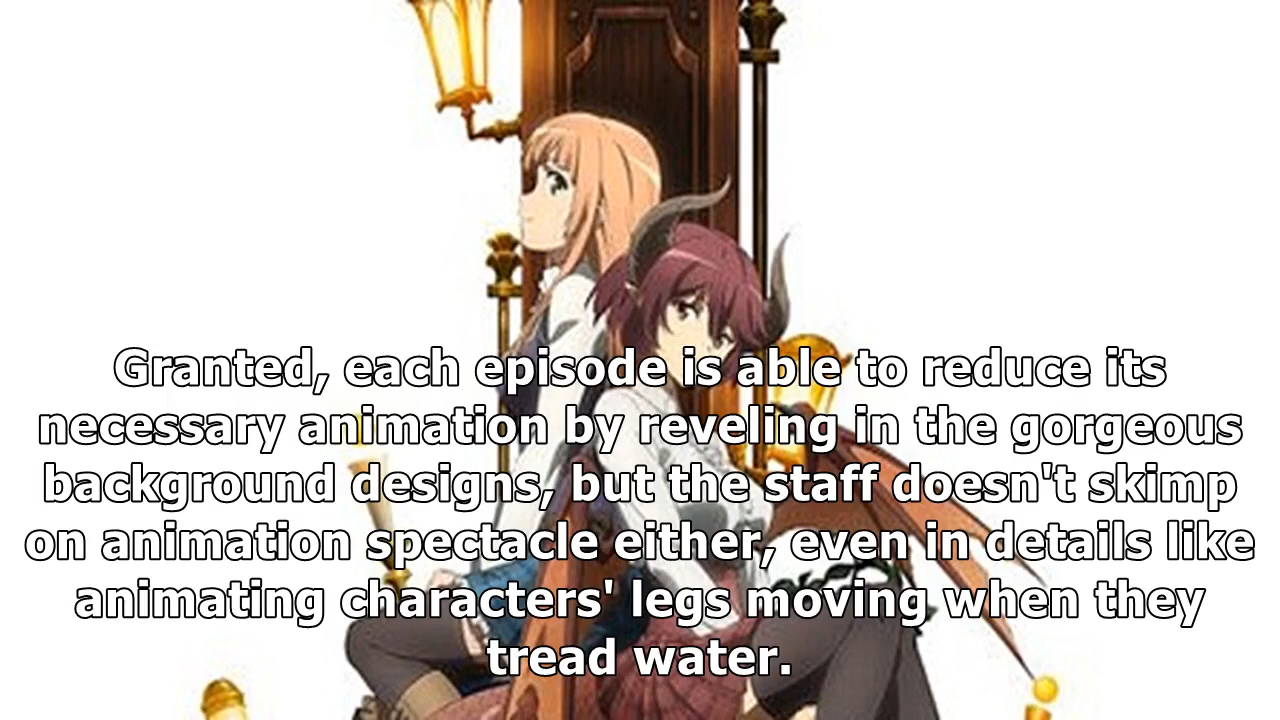 Granted, each episode is able to reduce its
necessary animation by reveling in the gorgeous
background designs, but the staff doesn't skimp
on animation spectacle either, even in details like
animating characters' legs moving when they
tread water.